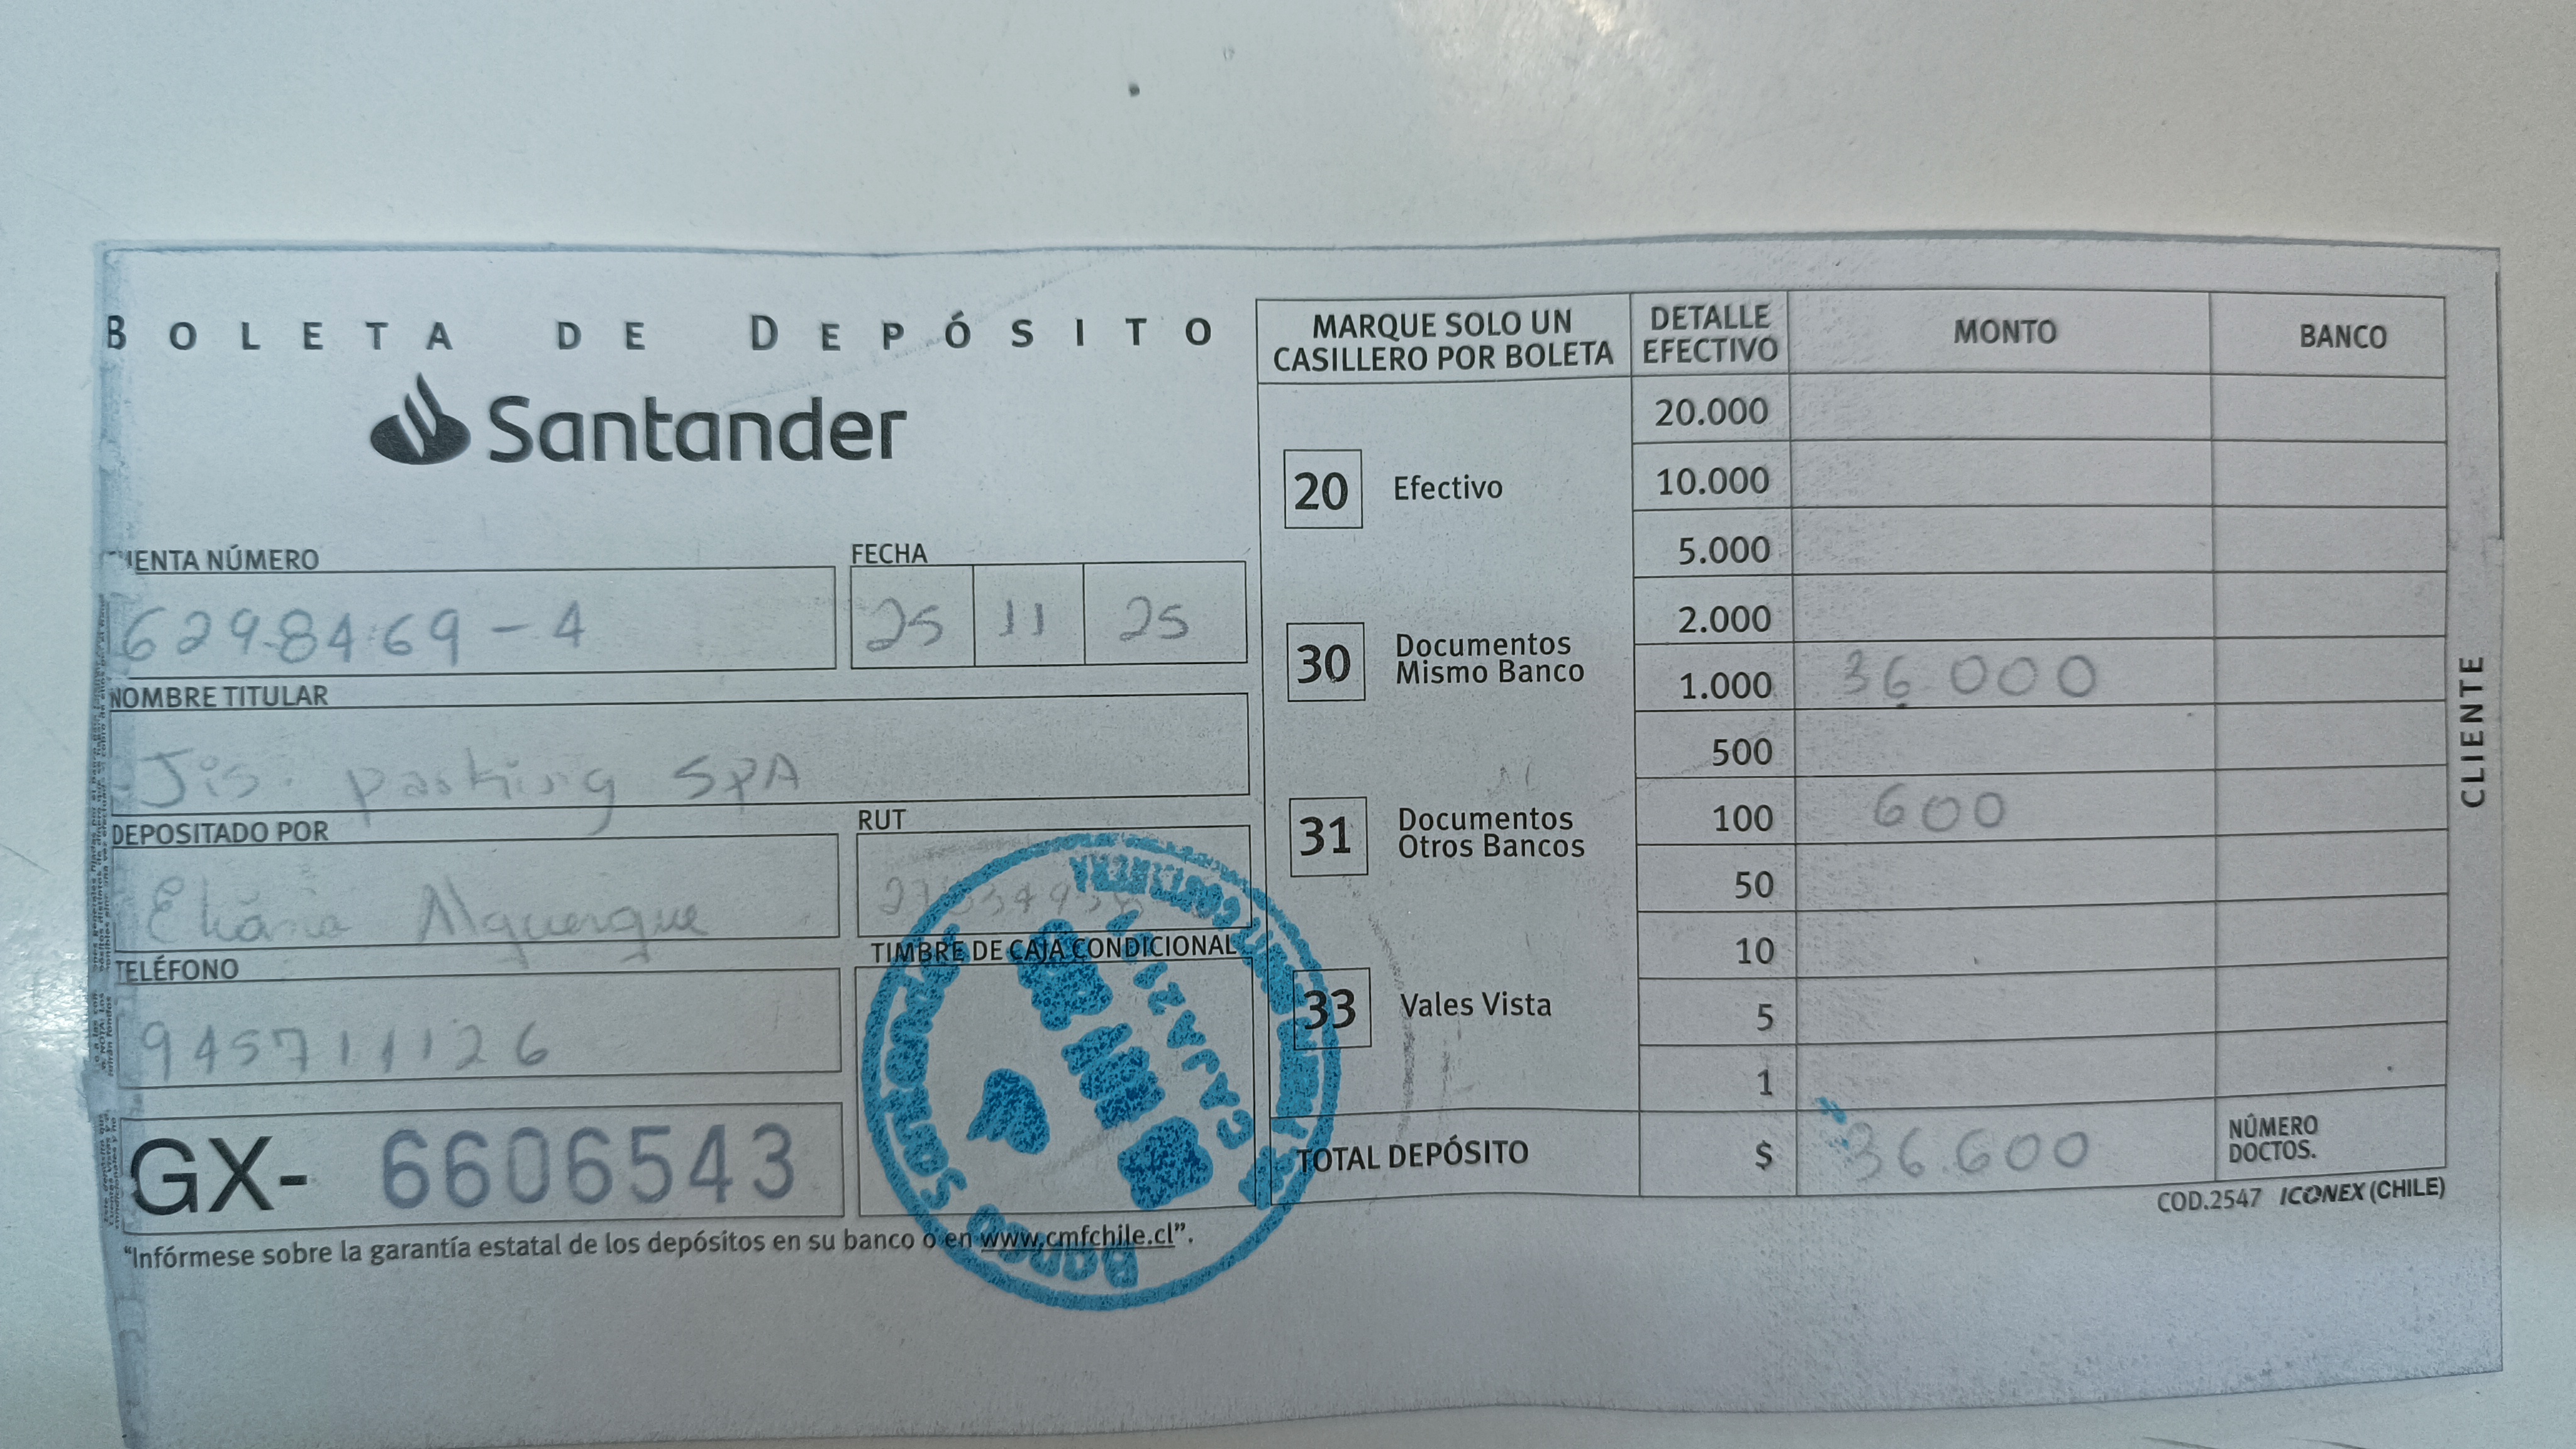 BOLETA DE DEPÓSITO
Santander
CUENTA NÚMERO
6298469-4
FECHA
25 11 25
NOMBRE TITULAR
Jis. parking SPA
DEPOSITADO POR
Eliana Alquerque
RUT
TELÉFONO
945711126
TIMBRE DE CAJA CONDICIONAL
GX- 6606543
"Infórmese sobre la garantía estatal de los depósitos en su banco o en www.cmfchile.cl".
Banco Santander
CAJA 21
MARQUE SOLO UN CASILLERO POR BOLETA
20 Efectivo
30 Documentos Mismo Banco
31 Documentos Otros Bancos
33 Vales Vista
DETALLE EFECTIVO MONTO BANCO
20.000
10.000
5.000
2.000
1.000 36.000
500
100 600
50
10
5
1
TOTAL DEPÓSITO $ 36.600 NÚMERO DOCTOS.
COD.2547 ICONEX (CHILE)
CLIENTE